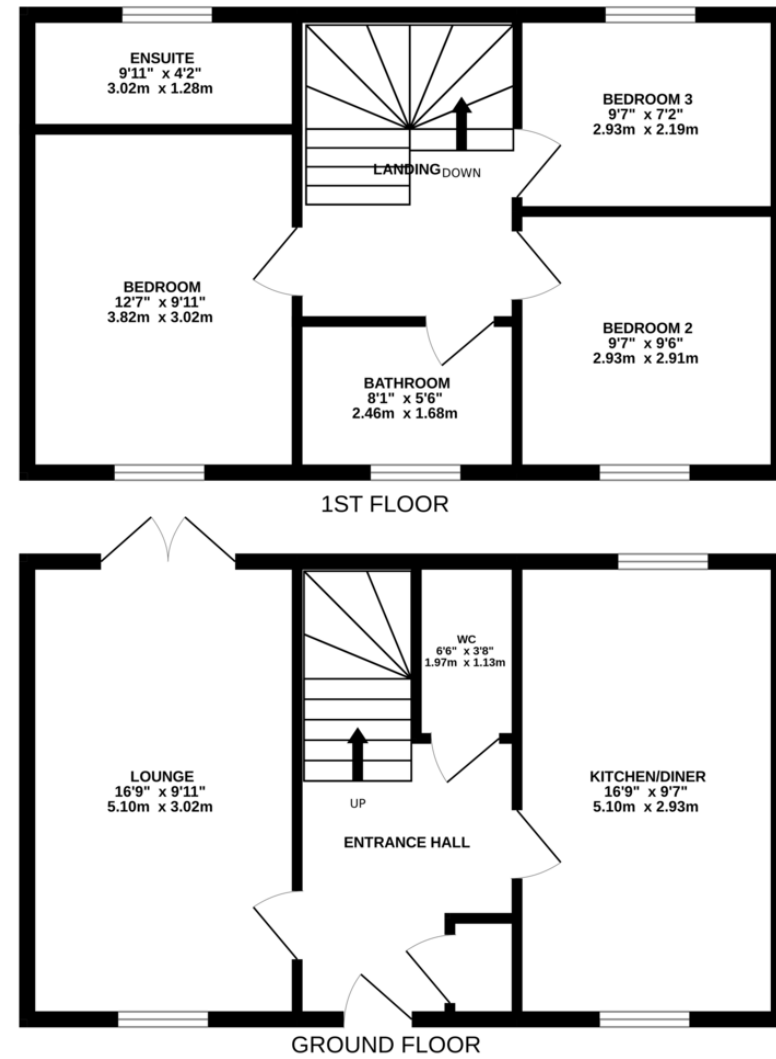 ENSUITE
9'11" x 4'2"
3.02m x 1.28m
BEDROOM 3
9'7" x 7'2"
2.93m x 2.19m
LANDING
DOWN
BEDROOM
12'7" x 9'11"
3.82m x 3.02m
BEDROOM 2
9'7" x 9'6"
2.93m x 2.91m
BATHROOM
8'1" x 5'6"
2.46m x 1.68m
1ST FLOOR
WC
6'6" x 3'8"
1.97m x 1.13m
LOUNGE
16'9" x 9'11"
5.10m x 3.02m
KITCHEN/DINER
16'9" x 9'7"
5.10m x 2.93m
UP
ENTRANCE HALL
GROUND FLOOR